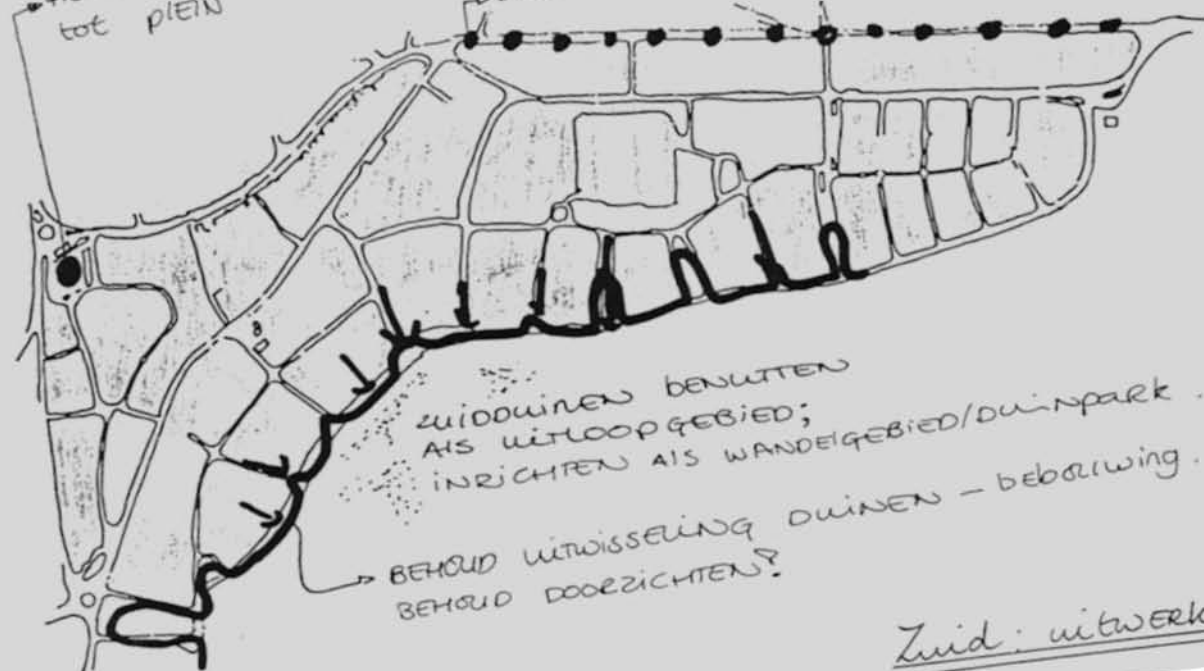 tot PLEIN
ZUIDDUINEN BENUTTEN
ALS UITLOOPGEBIED;
INRICHTEN ALS WANDELGEBIED/DUINPARK.
BEHOUD UITWISSELING DUINEN - BEBOUWING.
BEHOUD DOORZICHTEN!
Zuid: uitwerk